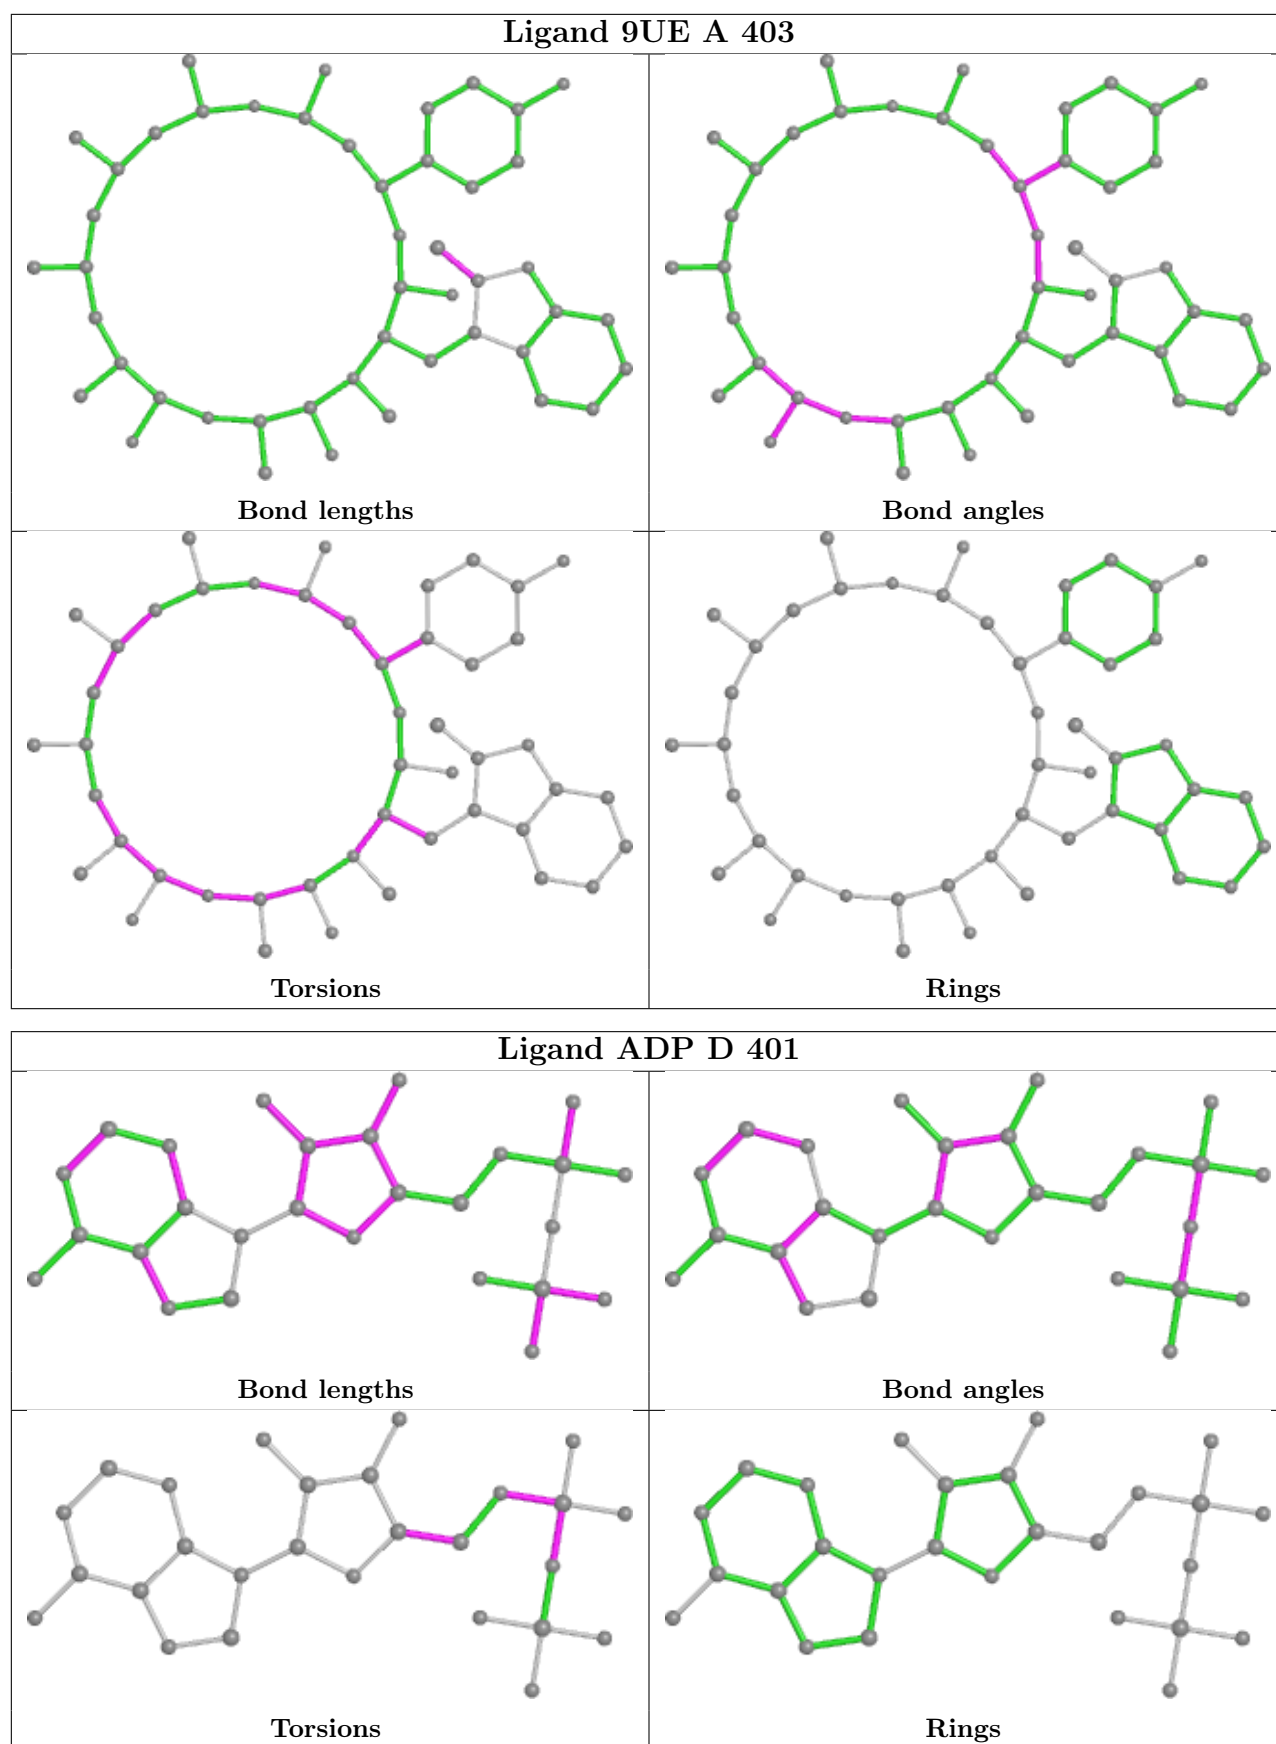 Ligand 9UE A 403
Bond lengths
Bond angles
Torsions
Rings
Ligand ADP D 401
Bond lengths
Bond angles
Torsions
Rings